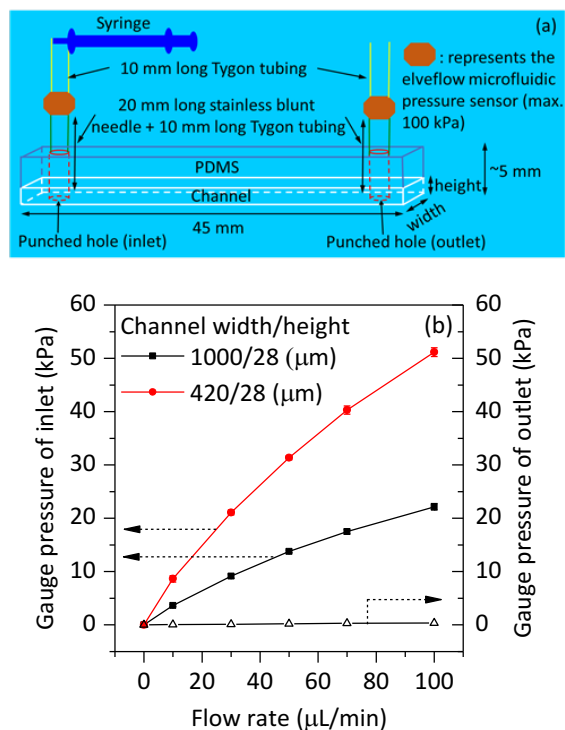 Syringe
(a)
10 mm long Tygon tubing
: represents the
elveflow microfluidic
pressure sensor (max.
100 kPa)
20 mm long stainless blunt
needle + 10 mm long Tygon tubing
PDMS
Channel
height
~5 mm
width
45 mm
Punched hole (inlet)
Punched hole (outlet)
(b)
Channel width/height
1000/28 (μm)
420/28 (μm)
Gauge pressure of inlet (kPa)
60
50
40
30
20
10
0
Gauge pressure of outlet (kPa)
60
50
40
30
20
10
0
0 20 40 60 80 100
Flow rate (μL/min)